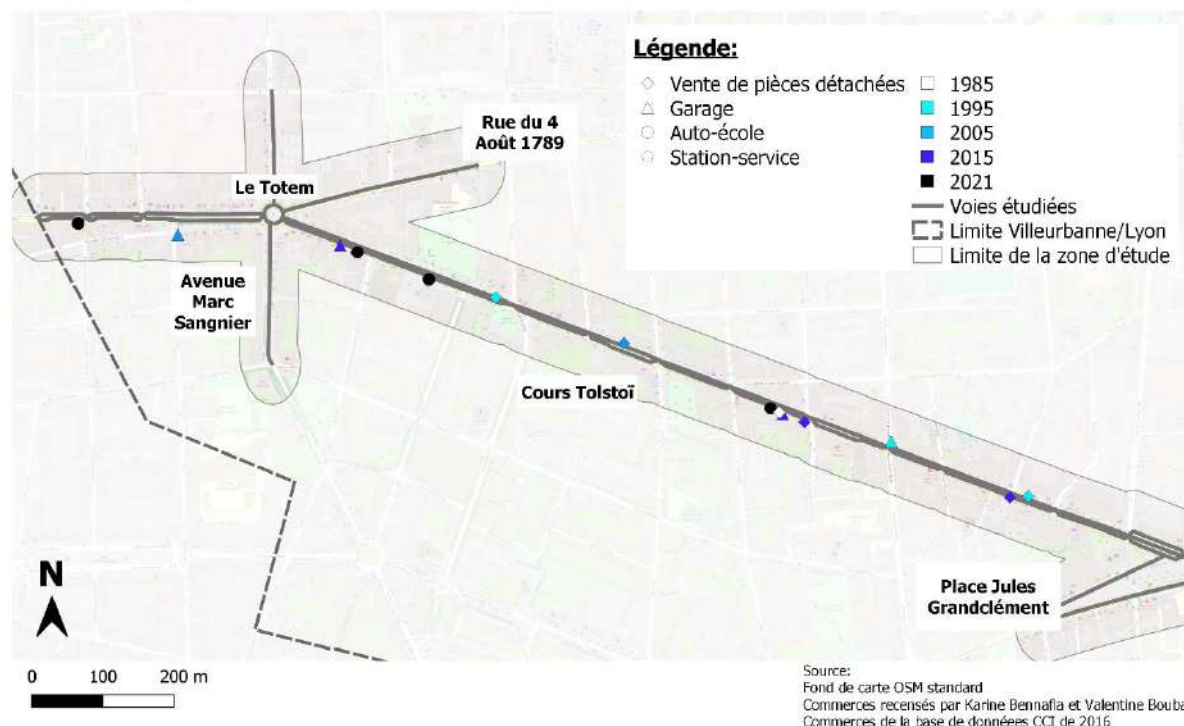 Légende:
Vente de pièces détachées
Garage
Auto-école
Station-service
1985
1995
2005
2015
2021
Voies étudiées
Limite Villeurbanne/Lyon
Limite de la zone d'étude
Rue du 4
Août 1789
Le Totem
Avenue
Marc
Sangnier
Cours Tolstoï
Place Jules
Grandclément
N
0 100 200 m
Source:
Fond de carte OSM standard
Commerces recensés par Karine Bennafla et Valentine Bouba
Commerces de la base de donnéees CCI de 2016